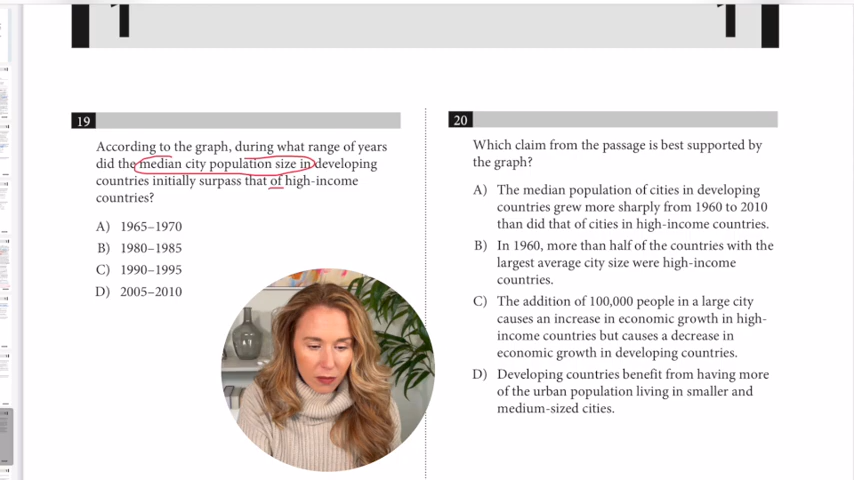 1
1
19
According to the graph, during what range of years
did the median city population size in developing
countries initially surpass that of high-income
countries?
A) 1965–1970
B) 1980–1985
C) 1990–1995
D) 2005–2010
20
Which claim from the passage is best supported by
the graph?
A) The median population of cities in developing
countries grew more sharply from 1960 to 2010
than did that of cities in high-income countries.
B) In 1960, more than half of the countries with the
largest average city size were high-income
countries.
C) The addition of 100,000 people in a large city
causes an increase in economic growth in high-
income countries but causes a decrease in
economic growth in developing countries.
D) Developing countries benefit from having more
of the urban population living in smaller and
medium-sized cities.